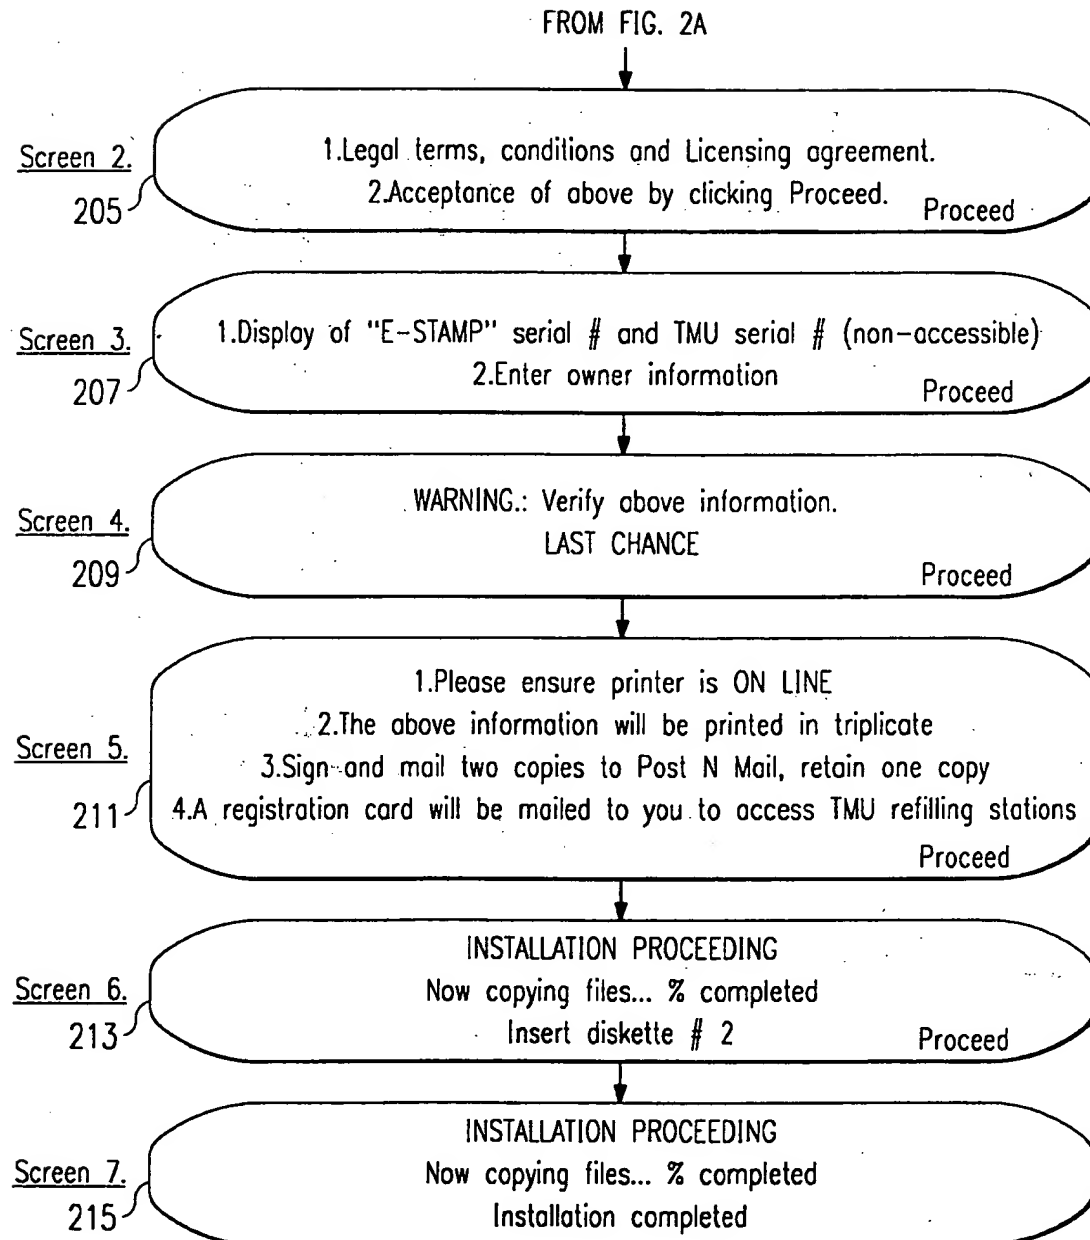 FROM FIG. 2A
Screen 2.
205
1.Legal terms, conditions and Licensing agreement.
2.Acceptance of above by clicking Proceed.
Proceed
Screen 3.
207
1.Display of "E-STAMP" serial # and TMU serial # (non-accessible)
2.Enter owner information
Proceed
Screen 4.
209
WARNING.: Verify above information.
LAST CHANCE
Proceed
Screen 5.
211
1.Please ensure printer is ON LINE
2.The above information will be printed in triplicate
3.Sign and mail two copies to Post N Mail, retain one copy
4.A registration card will be mailed to you to access TMU refilling stations
Proceed
Screen 6.
213
INSTALLATION PROCEEDING
Now copying files... % completed
Insert diskette # 2
Proceed
Screen 7.
215
INSTALLATION PROCEEDING
Now copying files... % completed
Installation completed